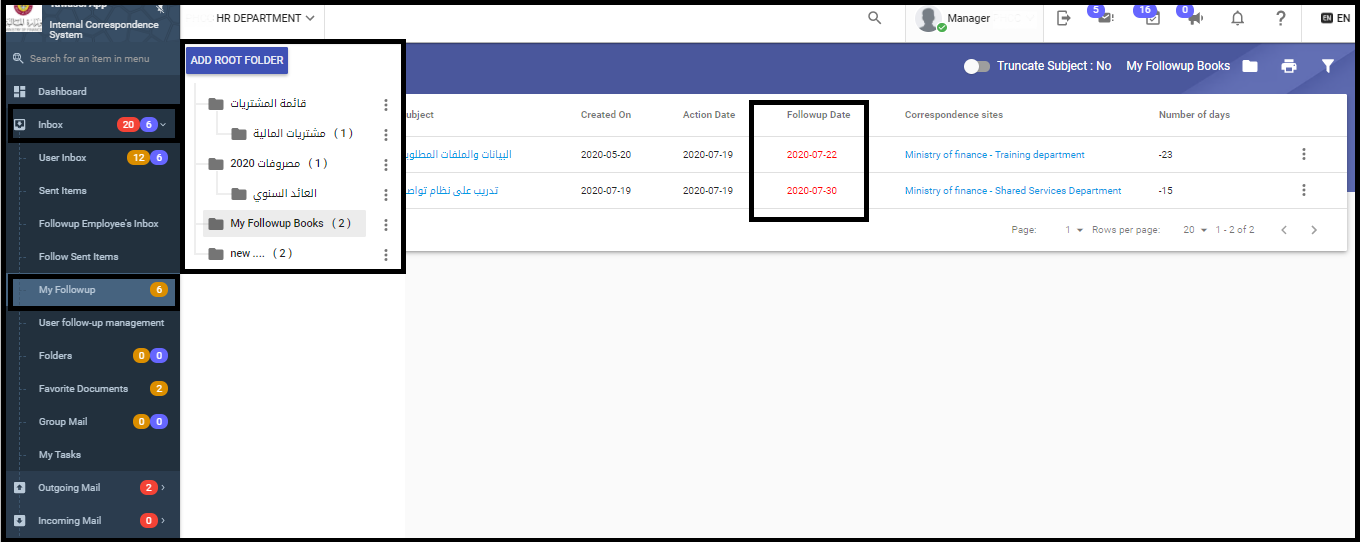 Internal Correspondence
System
Search for an item in menu
Dashboard
Inbox 20 6
User Inbox 12 6
Sent Items
Followup Employee's Inbox
Follow Sent Items
My Followup 6
User follow-up management
Folders 0 0
Favorite Documents 2
Group Mail 0 0
My Tasks
Outgoing Mail 2
Incoming Mail 0
HR DEPARTMENT
Manager
5
16
0
EN EN
ADD ROOT FOLDER
قائمة المشتريات
مشتريات المالية ( 1 )
مصروفات 2020 ( 1 )
العائد السنوي
My Followup Books ( 2 )
new .... ( 2 )
Truncate Subject : No My Followup Books
ubject Created On Action Date Followup Date Correspondence sites Number of days
البيانات والملفات المطلوب 2020-05-20 2020-07-19 2020-07-22 Ministry of finance - Training department -23
تدريب على نظام تواص 2020-07-19 2020-07-19 2020-07-30 Ministry of finance - Shared Services Department -15
Page: 1 Rows per page: 20 1 - 2 of 2